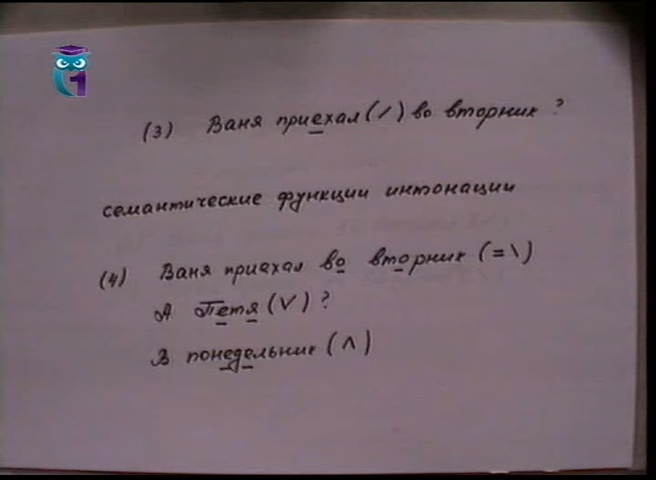 (3) Ваня приехал (/) во вторник ?
семантические функции интонации
(4) Ваня приехал во вторник (=\)
А Петя (V) ?
В понедельник (Λ)